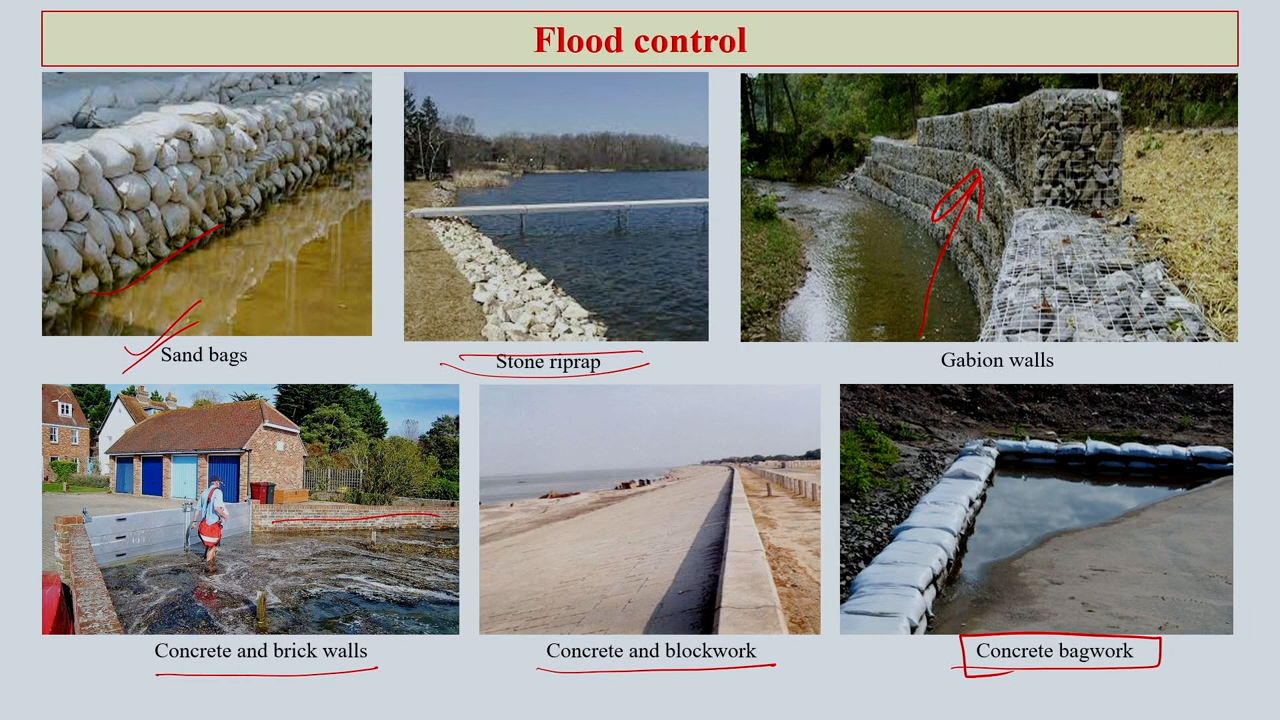 Flood control
Sand bags
Stone riprap
Gabion walls
Concrete and brick walls
Concrete and blockwork
Concrete bagwork